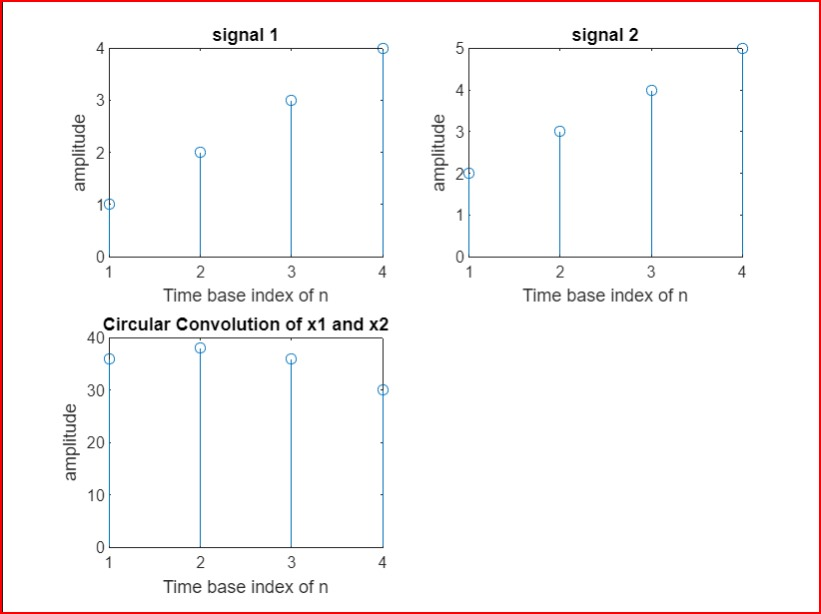 signal 1
4
3
2
1
0
amplitude
1 2 3 4
Time base index of n
signal 2
5
4
3
2
1
0
amplitude
1 2 3 4
Time base index of n
Circular Convolution of x1 and x2
40
30
20
10
0
amplitude
1 2 3 4
Time base index of n